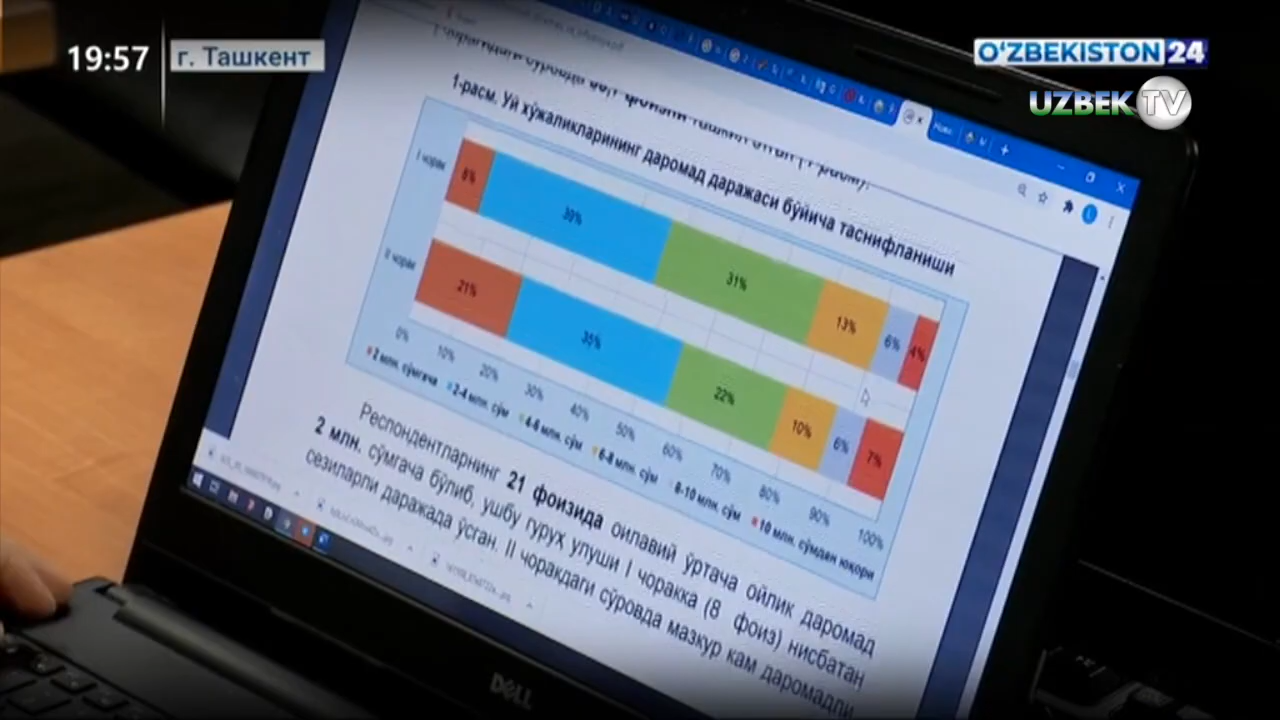 19:57
г. Ташкент
O‘ZBEKISTON 24
UZBEK TV
1-расм. Уй хўжаликларининг даромад даражаси бўйича таснифланиши
I чорак
8%
31%
13%
6%
4%
II чорак
21%
35%
22%
10%
6%
7%
0% 10% 20% 30% 40% 50% 60% 70% 80% 90% 100%
2 млн. сўмгача 2-4 млн. сўм 4-6 млн. сўм 6-8 млн. сўм 8-10 млн. сўм 10 млн. сўмдан юқори
Респондентларнинг 21 фоизида оилавий ўртача ойлик даромад
2 млн. сўмгача бўлиб, ушбу гуруҳ улуши I чоракка (8 фоиз) нисбатан
сезиларли даражада ўсган. II чоракдаги сўровда мазкур кам даромадли
DELL